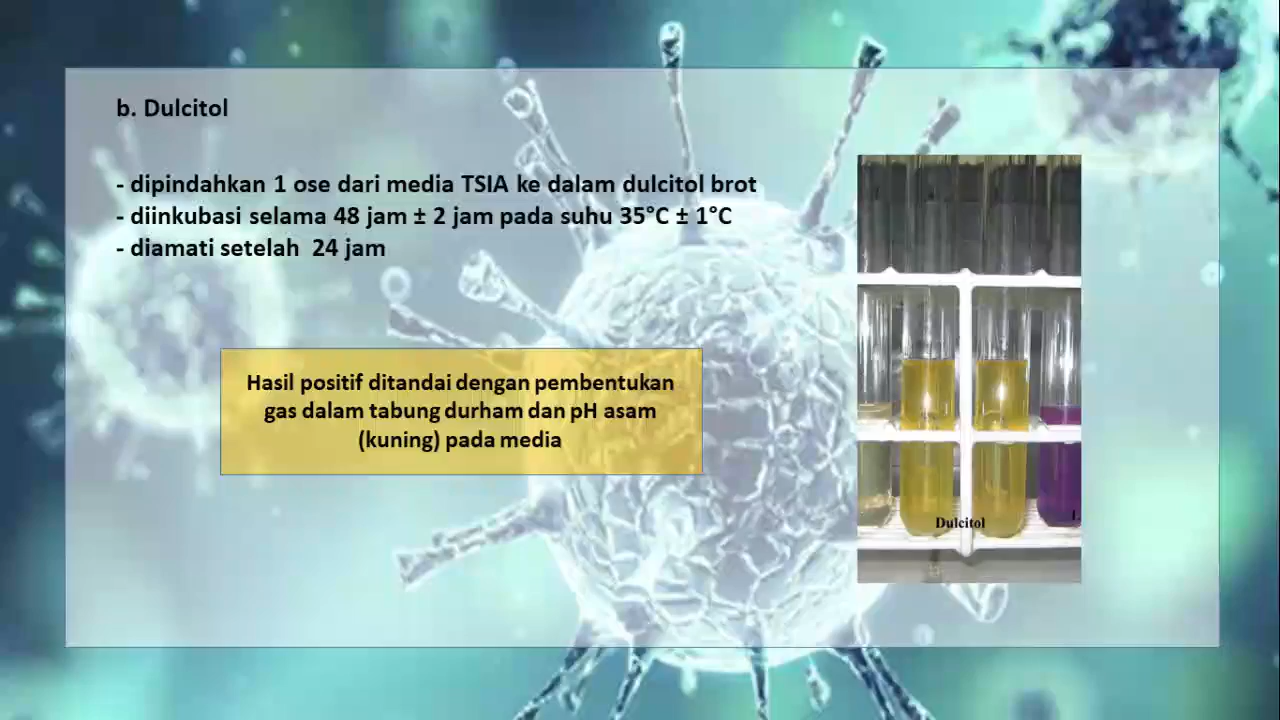 b. Dulcitol
- dipindahkan 1 ose dari media TSIA ke dalam dulcitol brot
- diinkubasi selama 48 jam ± 2 jam pada suhu 35°C ± 1°C
- diamati setelah  24 jam
Hasil positif ditandai dengan pembentukan
gas dalam tabung durham dan pH asam
(kuning) pada media
Dulcitol